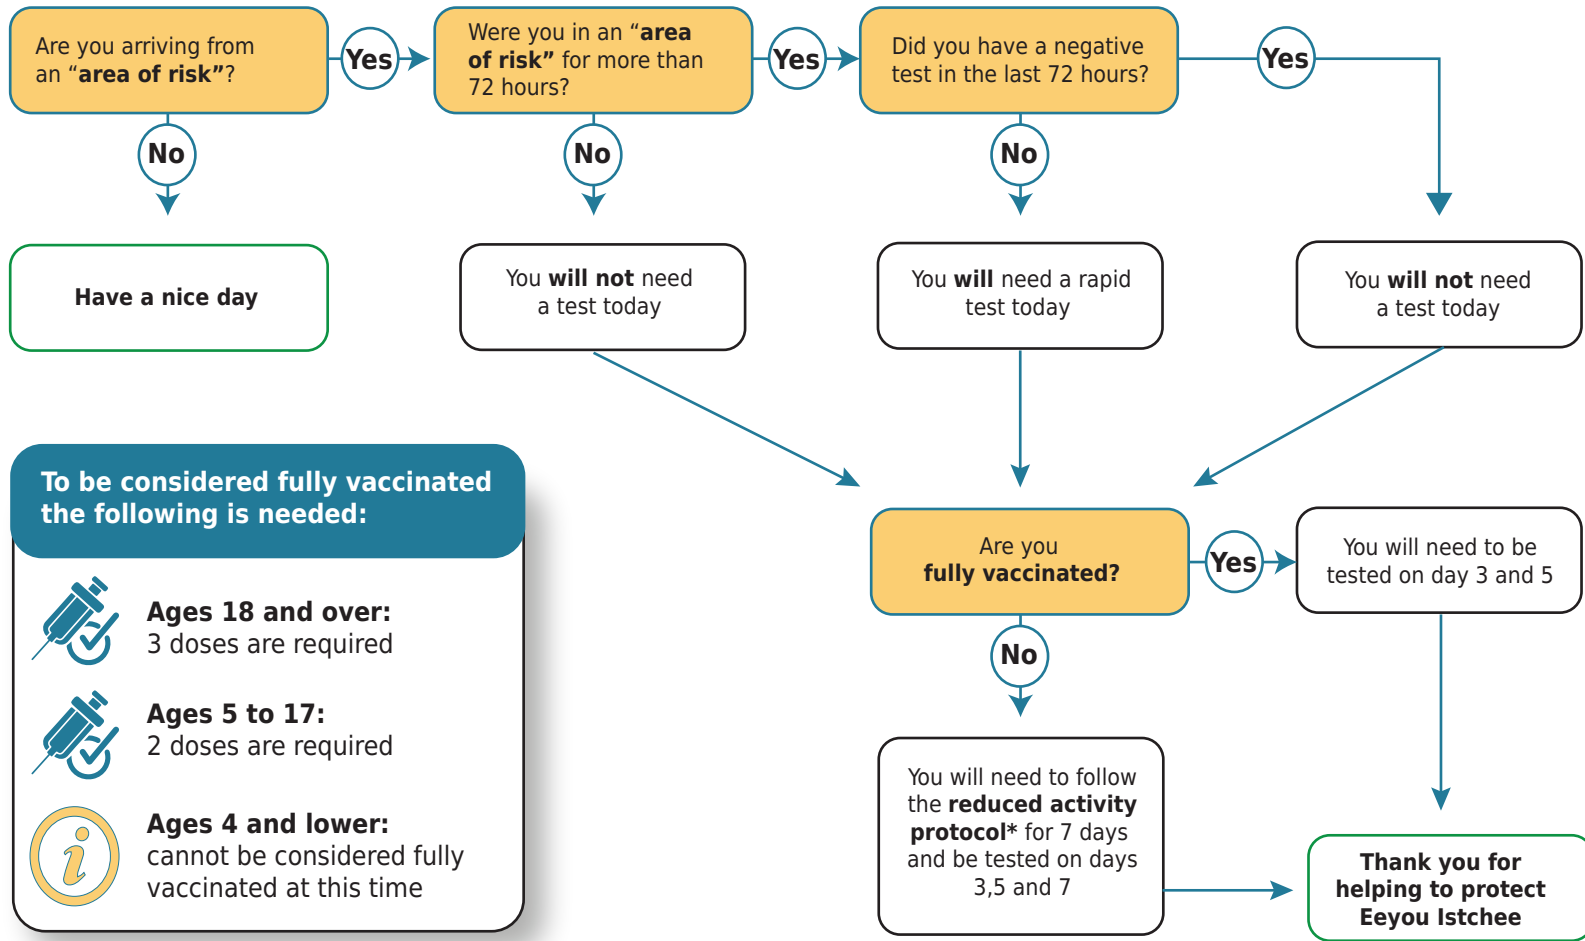 Are you arriving from
an “area of risk”?
Yes
Were you in an “area
of risk” for more than
72 hours?
Yes
Did you have a negative
test in the last 72 hours?
Yes
No
No
No
Have a nice day
You will not need
a test today
You will need a rapid
test today
You will not need
a test today
To be considered fully vaccinated
the following is needed:
Ages 18 and over:
3 doses are required
Ages 5 to 17:
2 doses are required
Ages 4 and lower:
cannot be considered fully
vaccinated at this time
Are you
fully vaccinated?
Yes
You will need to be
tested on day 3 and 5
No
You will need to follow
the reduced activity
protocol* for 7 days
and be tested on days
3,5 and 7
Thank you for
helping to protect
Eeyou Istchee